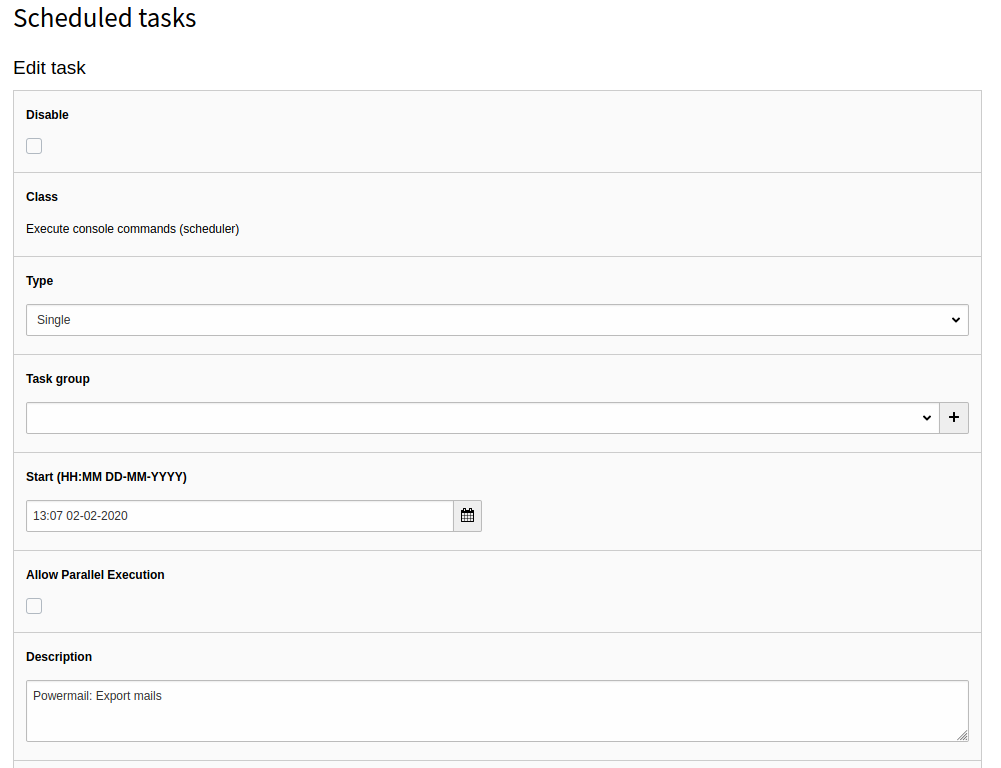 Scheduled tasks
Edit task
Disable
Class
Execute console commands (scheduler)
Type
Single
Task group
Start (HH:MM DD-MM-YYYY)
13:07 02-02-2020
Allow Parallel Execution
Description
Powermail: Export mails